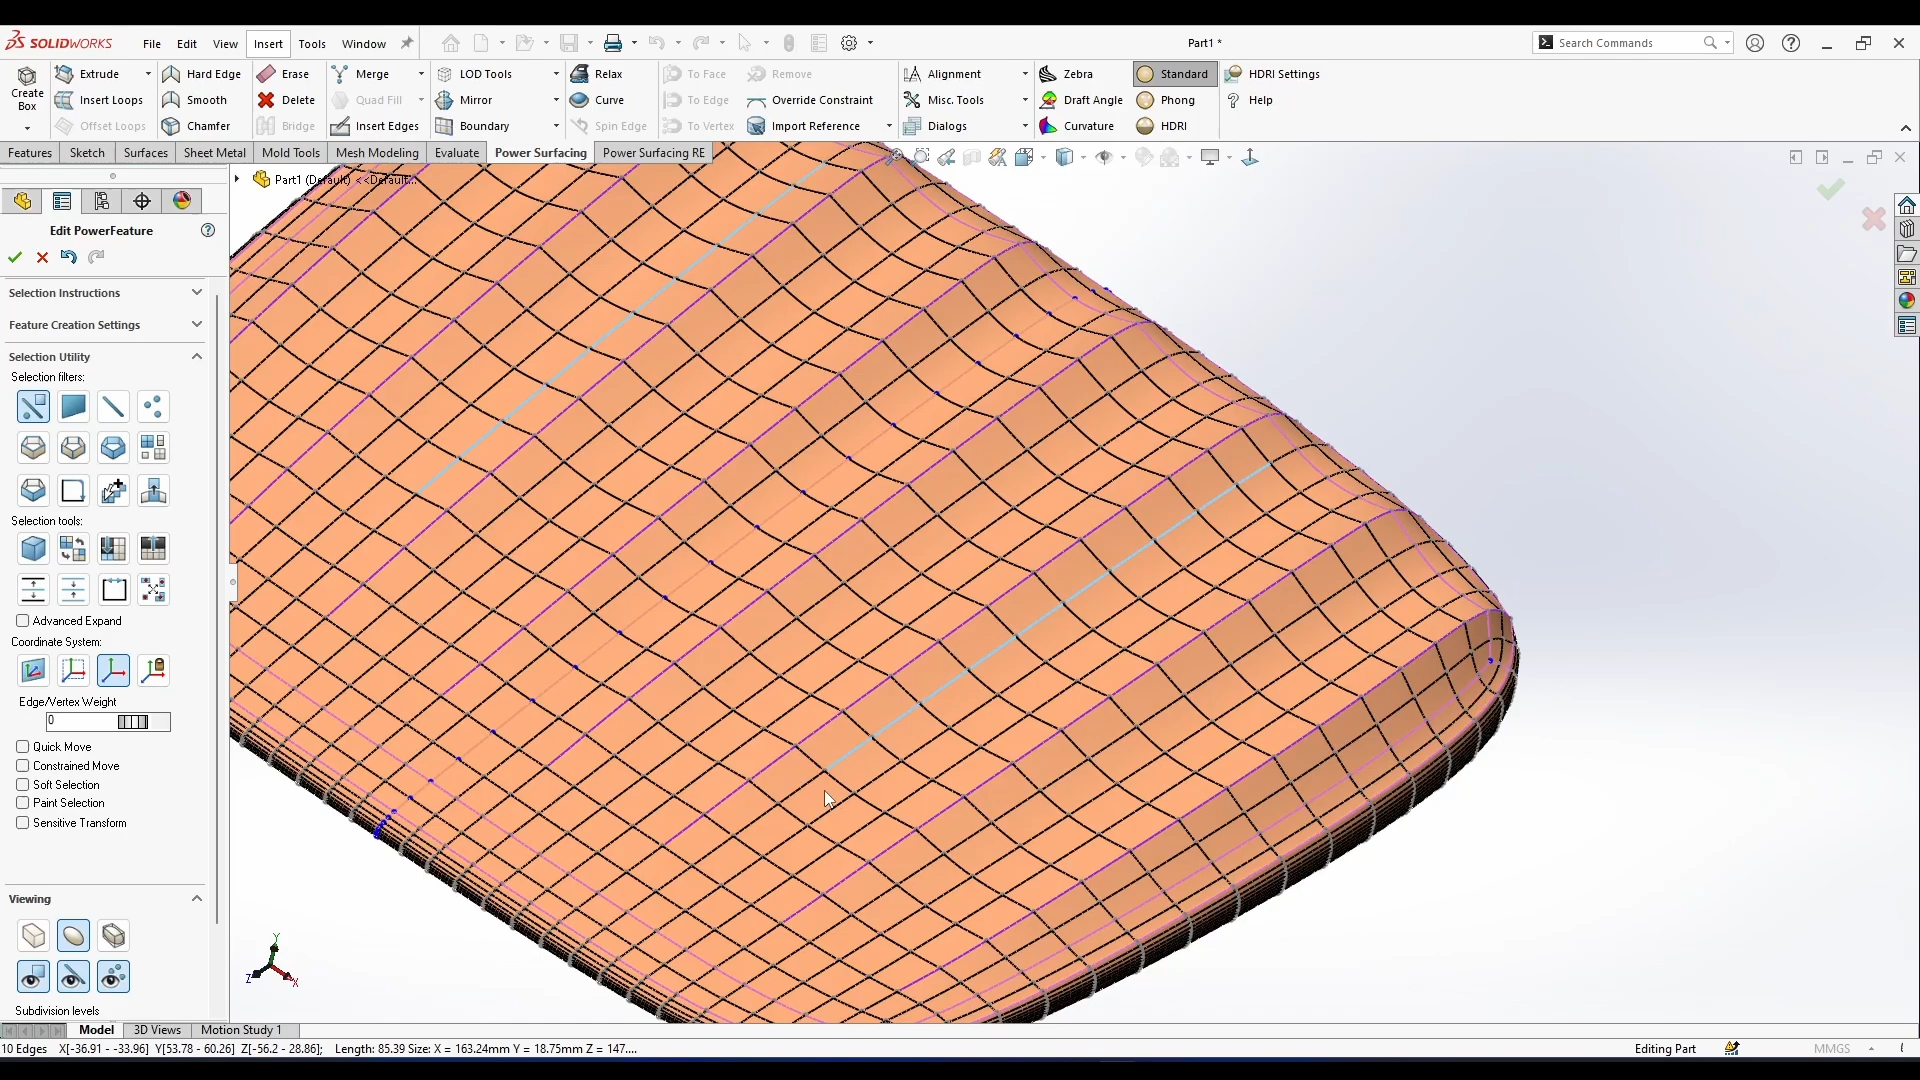 SOLIDWORKS File Edit View Insert Tools Window Part1 * Search Commands
Create Box
Extrude Hard Edge Erase Merge LOD Tools Relax To Face Remove Alignment Zebra Standard HDRI Settings
Insert Loops Smooth Delete Quad Fill Mirror Curve To Edge Override Constraint Misc. Tools Draft Angle Phong Help
Offset Loops Chamfer Bridge Insert Edges Boundary Spin Edge To Vertex Import Reference Dialogs Curvature HDRI
Features Sketch Surfaces Sheet Metal Mold Tools Mesh Modeling Evaluate Power Surfacing Power Surfacing RE
Part1 (Default) <<Default...
Edit PowerFeature
Selection Instructions
Feature Creation Settings
Selection Utility
Selection filters:
Selection tools:
Advanced Expand
Coordinate System:
Edge/Vertex Weight
0
Quick Move
Constrained Move
Soft Selection
Paint Selection
Sensitive Transform
Viewing
Y
Z
X
Subdivision levels
Model 3D Views Motion Study 1
10 Edges X[-36.91 - -33.96] Y[53.78 - 60.26] Z[-56.2 - 28.86]; Length: 85.39 Size: X = 163.24mm Y = 18.75mm Z = 147.... Editing Part MMGS